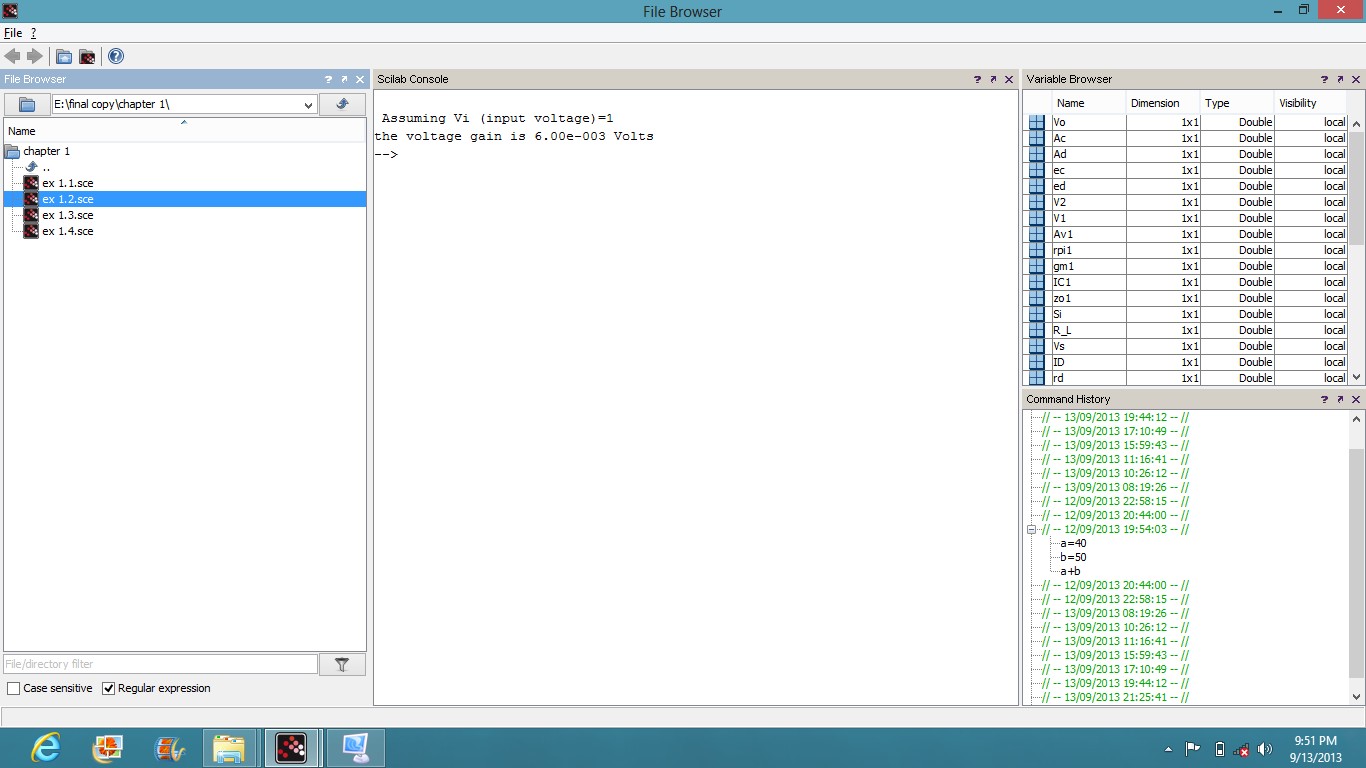 File Browser
File ?
File Browser
E:\final copy\chapter 1\
Name
chapter 1
..
ex 1.1.sce
ex 1.2.sce
ex 1.3.sce
ex 1.4.sce
File/directory filter
Case sensitive Regular expression
Scilab Console
Assuming Vi (input voltage)=1
the voltage gain is 6.00e-003 Volts
-->
Variable Browser
Name Dimension Type Visibility
Vo 1x1 Double local
Ac 1x1 Double local
Ad 1x1 Double local
ec 1x1 Double local
ed 1x1 Double local
V2 1x1 Double local
V1 1x1 Double local
Av1 1x1 Double local
rpi1 1x1 Double local
gm1 1x1 Double local
IC1 1x1 Double local
zo1 1x1 Double local
Si 1x1 Double local
R_L 1x1 Double local
Vs 1x1 Double local
ID 1x1 Double local
rd 1x1 Double local
Command History
// -- 13/09/2013 19:44:12 -- //
// -- 13/09/2013 17:10:49 -- //
// -- 13/09/2013 15:59:43 -- //
// -- 13/09/2013 11:16:41 -- //
// -- 13/09/2013 10:26:12 -- //
// -- 13/09/2013 08:19:26 -- //
// -- 12/09/2013 22:58:15 -- //
// -- 12/09/2013 20:44:00 -- //
// -- 12/09/2013 19:54:03 -- //
a=40
b=50
a+b
// -- 12/09/2013 20:44:00 -- //
// -- 12/09/2013 22:58:15 -- //
// -- 13/09/2013 08:19:26 -- //
// -- 13/09/2013 10:26:12 -- //
// -- 13/09/2013 11:16:41 -- //
// -- 13/09/2013 15:59:43 -- //
// -- 13/09/2013 17:10:49 -- //
// -- 13/09/2013 19:44:12 -- //
// -- 13/09/2013 21:25:41 -- //
9:51 PM
9/13/2013